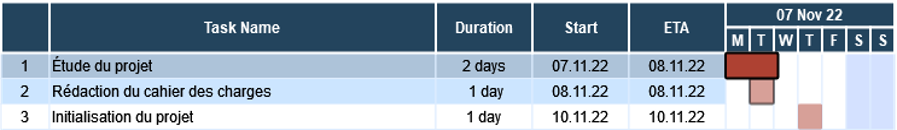 Task Name Duration Start ETA 07 Nov 22
M T W T F S S
1 Étude du projet 2 days 07.11.22 08.11.22
2 Rédaction du cahier des charges 1 day 08.11.22 08.11.22
3 Initialisation du projet 1 day 10.11.22 10.11.22